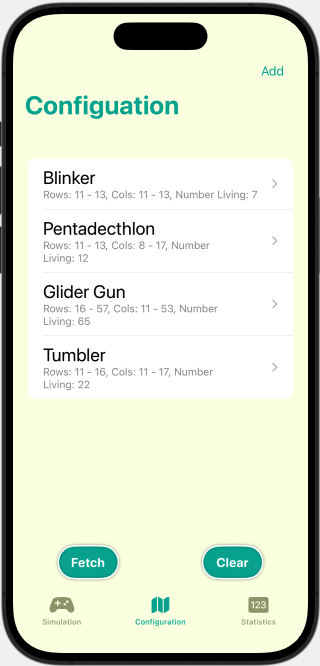 Add
Configuation
Blinker
Rows: 11 - 13, Cols: 11 - 13, Number Living: 7
Pentadecthlon
Rows: 11 - 13, Cols: 8 - 17, Number
Living: 12
Glider Gun
Rows: 16 - 57, Cols: 11 - 53, Number
Living: 65
Tumbler
Rows: 11 - 16, Cols: 11 - 17, Number
Living: 22
Fetch
Clear
Simulation
123
Configuration
Statistics